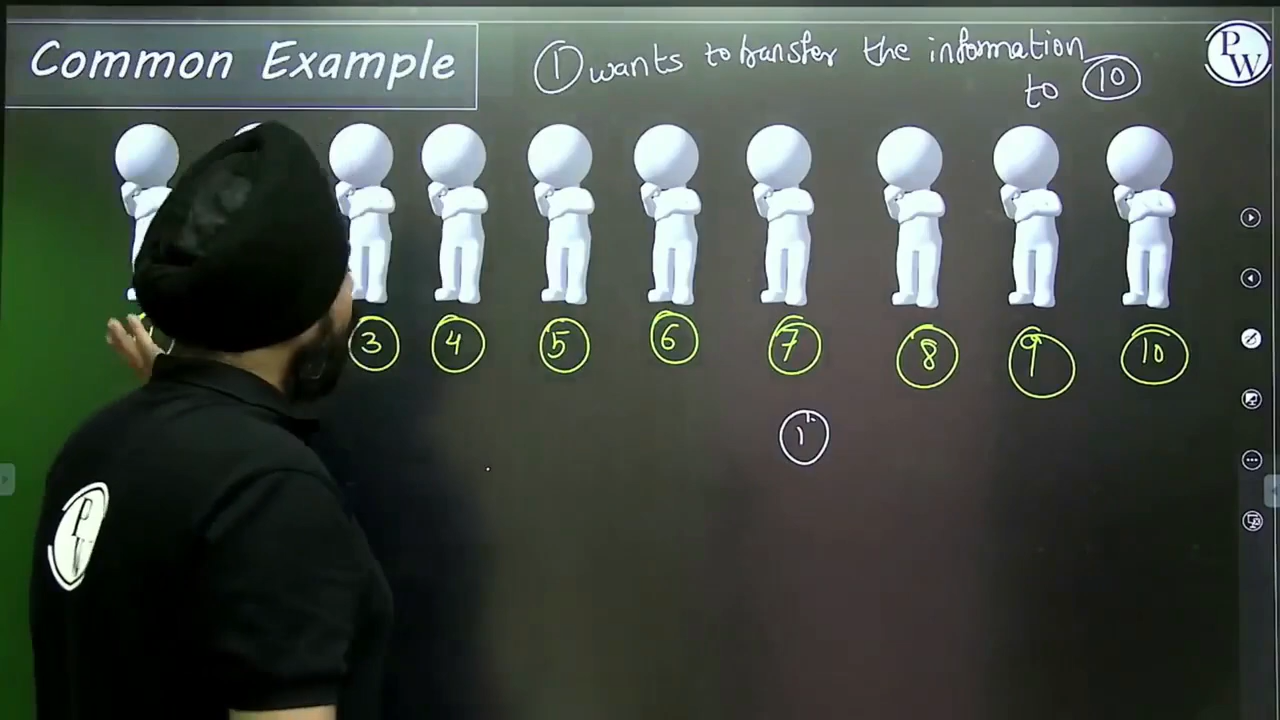 Common Example
① wants to transfer the information
to ⑩
PW
3 4 5 6 7 8 9 10
1
PW